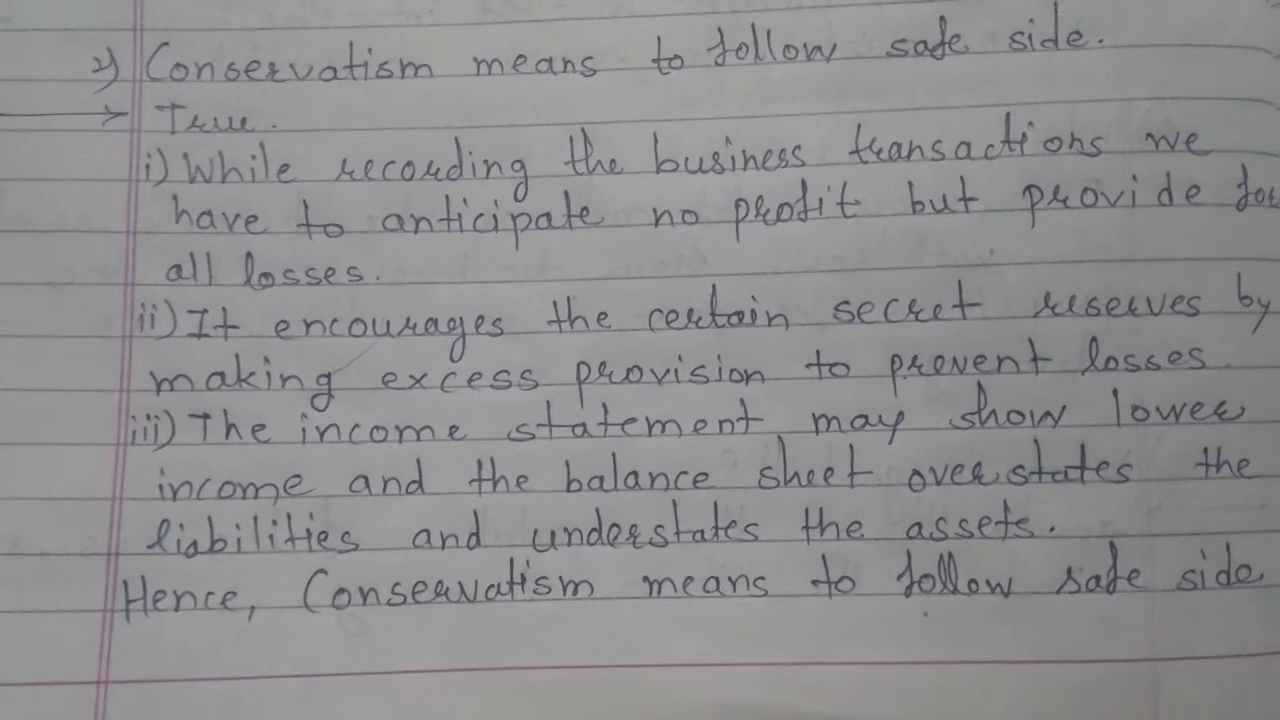 2) Conservatism means to follow safe side.
→ True.
i) While recording the business transactions we
have to anticipate no profit but provide for
all losses.
ii) It encourages the certain secret reserves by
making excess provision to prevent losses.
iii) The income statement may show lower
income and the balance sheet overstates the
liabilities and understates the assets.
Hence, Conservatism means to follow safe side